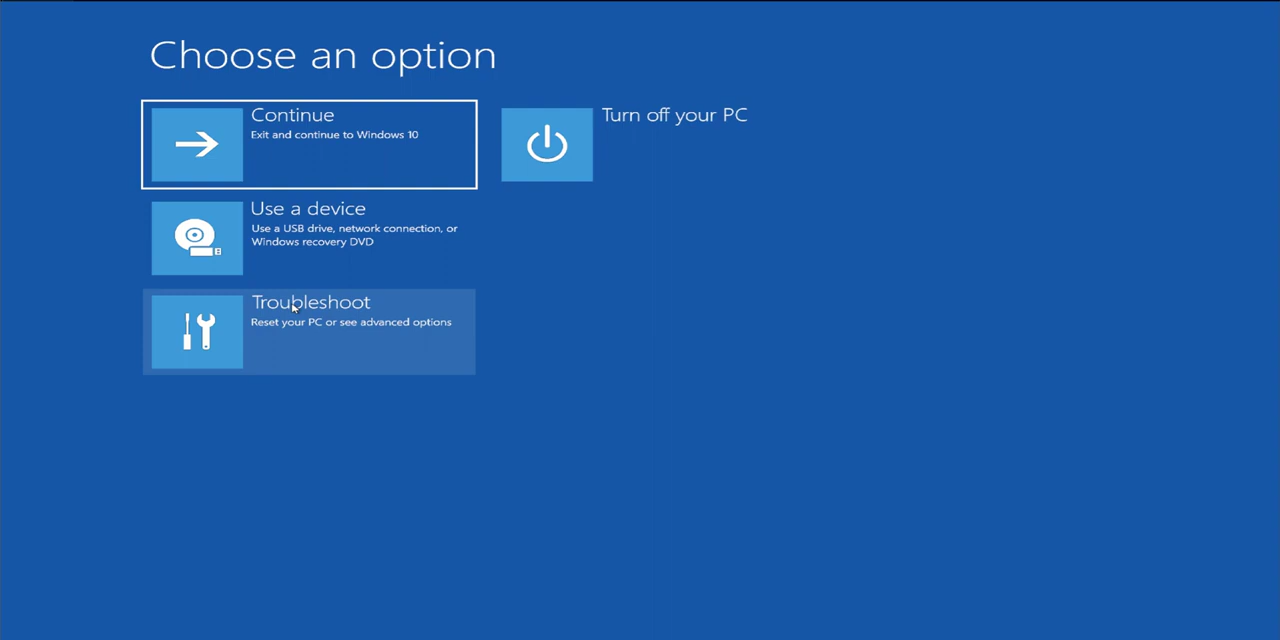 Choose an option
Continue
Exit and continue to Windows 10
Turn off your PC
Use a device
Use a USB drive, network connection, or
Windows recovery DVD
Troubleshoot
Reset your PC or see advanced options